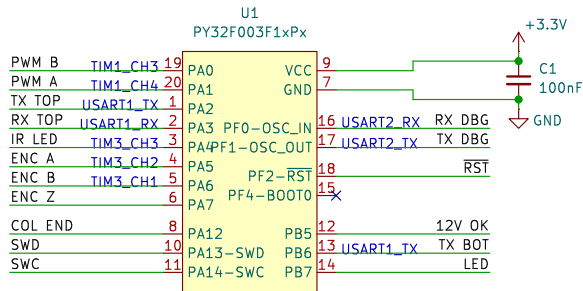 U1
PY32F003F1xPx
+3.3V
PWM B TIM1_CH3 19 PA0 VCC 9
C1
PWM A TIM1_CH4 20 PA1 GND 7
100nF
TX TOP USART1_TX 1 PA2
RX TOP USART1_RX 2 PA3 PF0-OSC_IN 16 USART2_RX RX DBG
GND
IR LED TIM3_CH3 3 PA4 PF1-OSC_OUT 17 USART2_TX TX DBG
ENC A TIM3_CH2 4 PA5 PF2-RST 18 RST
ENC B TIM3_CH1 5 PA6 PF4-BOOT0 15
ENC Z 6 PA7
COL END 8 PA12 PB5 12 12V OK
SWD 10 PA13-SWD PB6 13 USART1_TX TX BOT
SWC 11 PA14-SWC PB7 14 LED